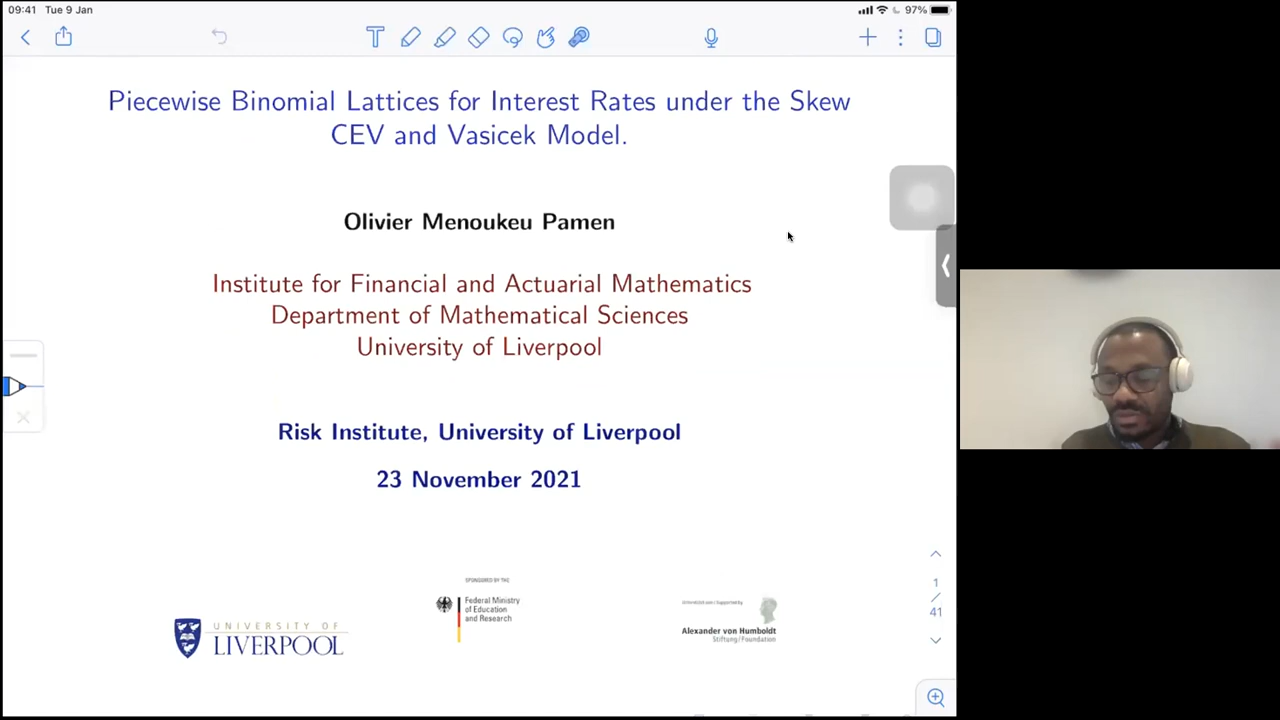 09:41 Tue 9 Jan
97%
Piecewise Binomial Lattices for Interest Rates under the Skew
CEV and Vasicek Model.
Olivier Menoukeu Pamen
Institute for Financial and Actuarial Mathematics
Department of Mathematical Sciences
University of Liverpool
Risk Institute, University of Liverpool
23 November 2021
SPONSORED BY THE
Federal Ministry
of Education
and Research
UNIVERSITY OF
LIVERPOOL
Alexander von Humboldt
Stiftung/Foundation
1
/
41